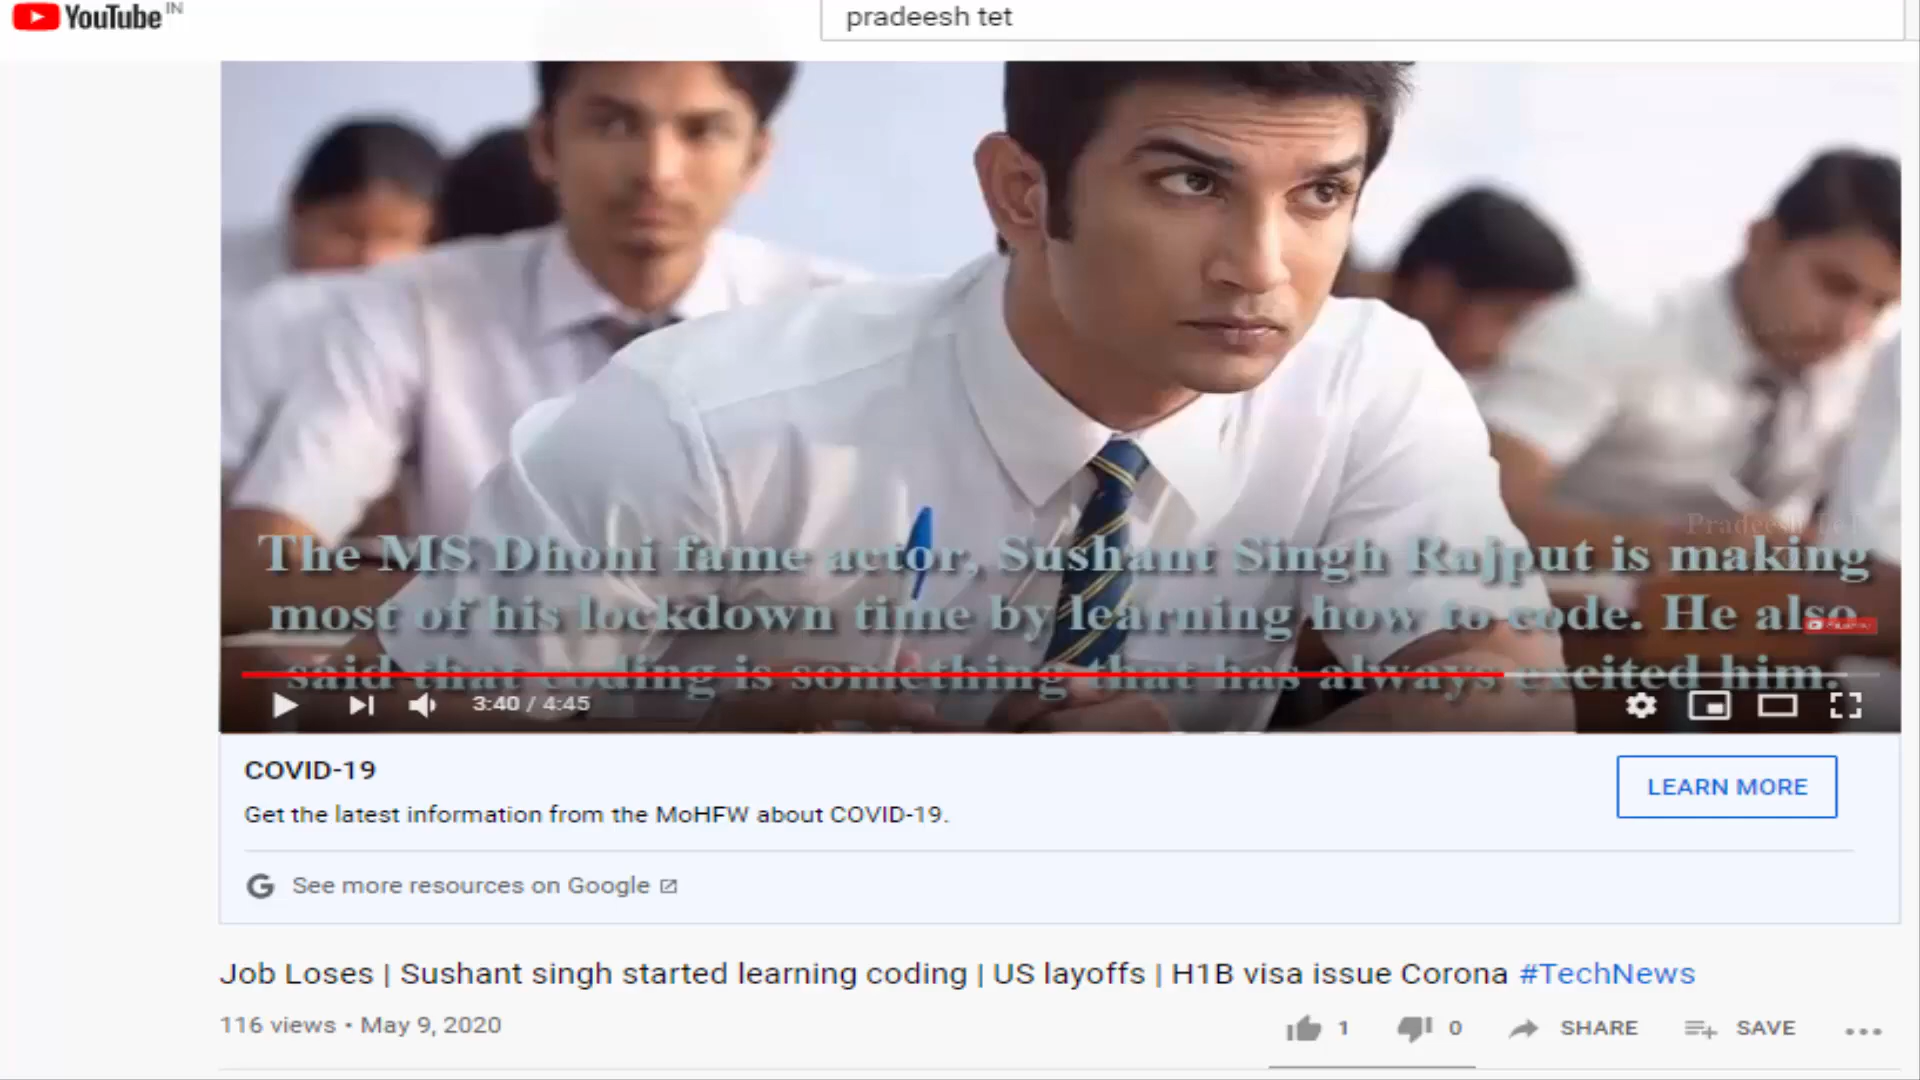 YouTube IN
pradeesh tet
Pradeesh TeT
The MS Dhoni fame actor, Sushant Singh Rajput is making
most of his lockdown time by learning how to code. He also
said that coding is something that has always excited him.
3:40 / 4:45
COVID-19
Get the latest information from the MoHFW about COVID-19.
LEARN MORE
See more resources on Google
Job Loses | Sushant singh started learning coding | US layoffs | H1B visa issue Corona #TechNews
116 views • May 9, 2020
1
0
SHARE
SAVE